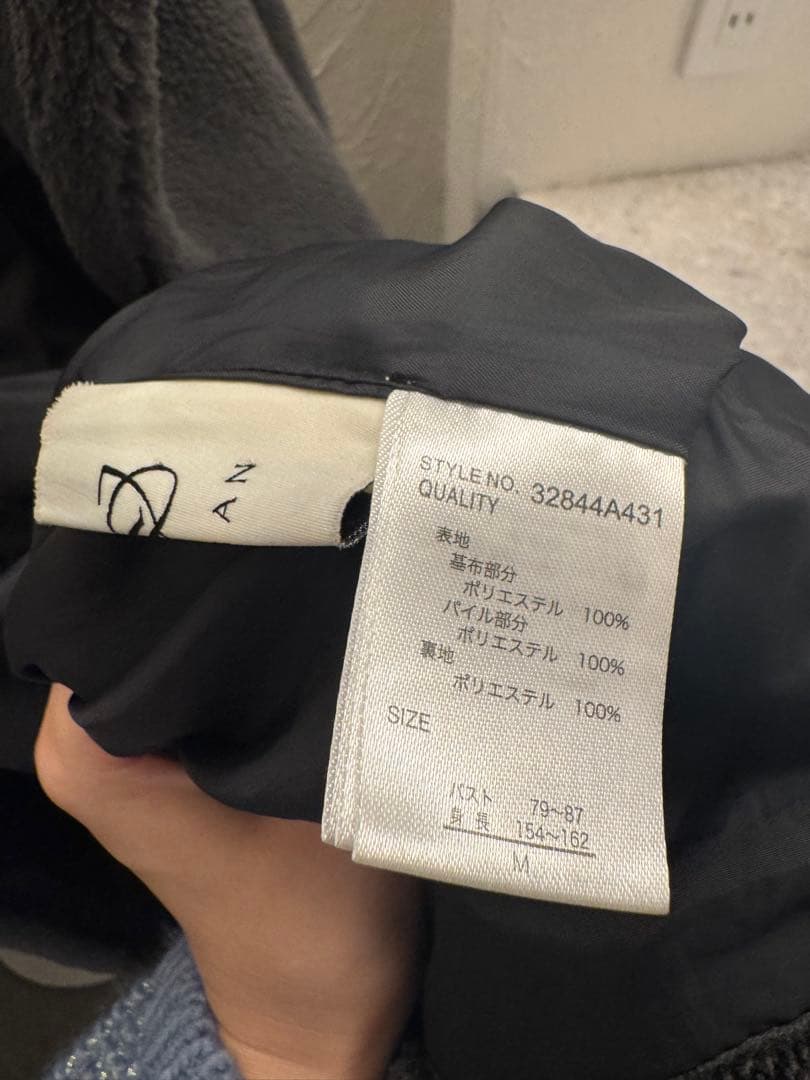 AN
STYLE NO. 32844A431
QUALITY
表地
基布部分
ポリエステル 100%
パイル部分
ポリエステル 100%
裏地
ポリエステル 100%
SIZE
バスト 79~87
身長 154~162
M